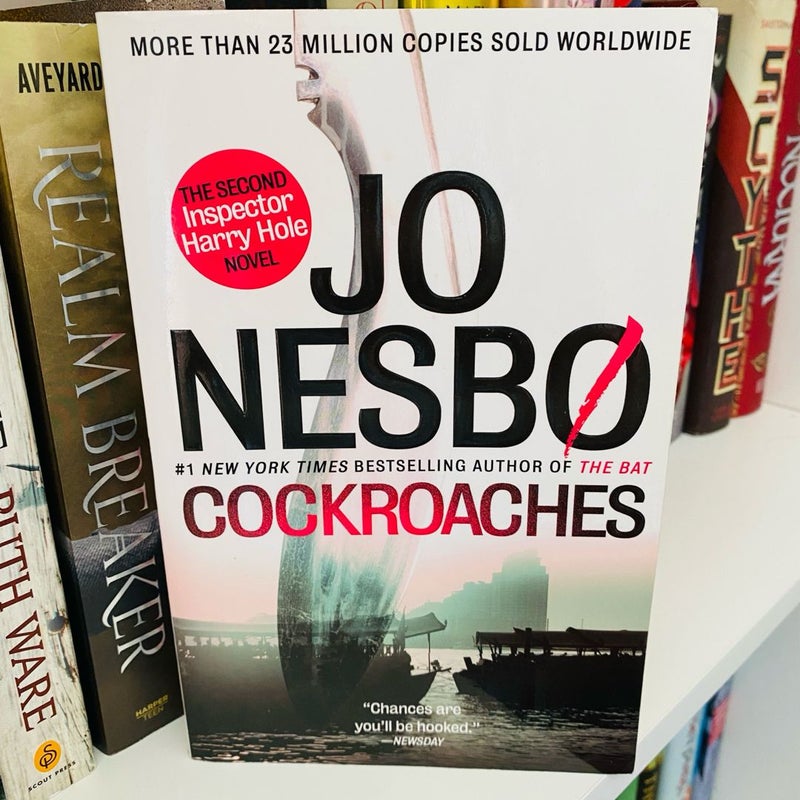 MORE THAN 23 MILLION COPIES SOLD WORLDWIDE
THE SECOND
Inspector
Harry Hole
NOVEL
JO
NESBØ
#1 NEW YORK TIMES BESTSELLING AUTHOR OF THE BAT
COCKROACHES
“Chances are
you’ll be hooked.”
—NEWSDAY
AVEYARD
REALM BREAKER
HARPER
TEEN
RUTH WARE
SCOUT PRESS
SCYTHE